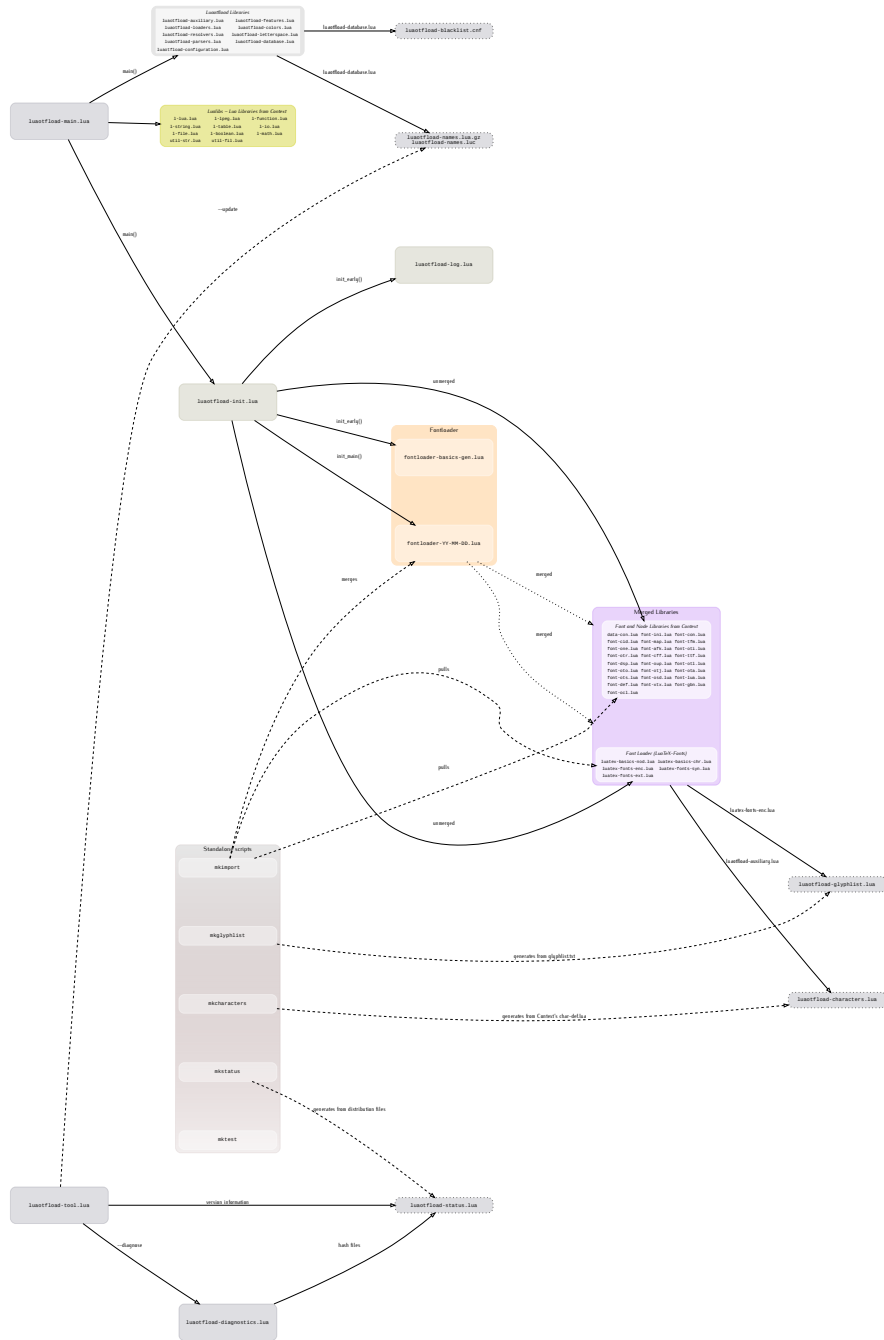 Luaotfload Libraries
luaotfload-auxiliary.lua luaotfload-features.lua
luaotfload-loaders.lua luaotfload-colors.lua
luaotfload-resolvers.lua luaotfload-letterspace.lua
luaotfload-parsers.lua luaotfload-database.lua
luaotfload-configuration.lua
luaotfload-database.lua
luaotfload-blacklist.cnf
luaotfload-database.lua
main()
luaotfload-main.lua
Lualibs – Lua Libraries from Context
l-lua.lua l-lpeg.lua l-function.lua
l-string.lua l-table.lua l-io.lua
l-file.lua l-boolean.lua l-math.lua
util-str.lua util-fil.lua
luaotfload-names.lua.gz
luaotfload-names.luc
--update
main()
luaotfload-log.lua
init_early()
unmerged
luaotfload-init.lua
init_early()
Fontloader
fontloader-basics-gen.lua
init_main()
fontloader-YY-MM-DD.lua
merges
merged
Merged Libraries
Font and Node Libraries from Context
data-con.lua font-ini.lua font-con.lua
font-cid.lua font-map.lua font-tfm.lua
font-one.lua font-afk.lua font-oti.lua
font-otr.lua font-cff.lua font-ttf.lua
font-dsp.lua font-oup.lua font-otl.lua
font-oto.lua font-otj.lua font-ota.lua
font-ots.lua font-osd.lua font-lua.lua
font-def.lua font-otc.lua font-gbn.lua
font-ocl.lua
merged
pulls
Font Loader (LuaTeX-Fonts)
luatex-basics-nod.lua luatex-basics-chr.lua
luatex-fonts-enc.lua luatex-fonts-syn.lua
luatex-fonts-ext.lua
pulls
luatex-fonts-enc.lua
unmerged
Standalone scripts
mkimport
luaotfload-auxiliary.lua
luaotfload-glyphlist.lua
mkglyphlist
generates from glyphlist.txt
mkcharacters
luaotfload-characters.lua
generates from Context's char-def.lua
mkstatus
generates from distribution files
mktest
luaotfload-tool.lua
version information
luaotfload-status.lua
--diagnose
hash files
luaotfload-diagnostics.lua